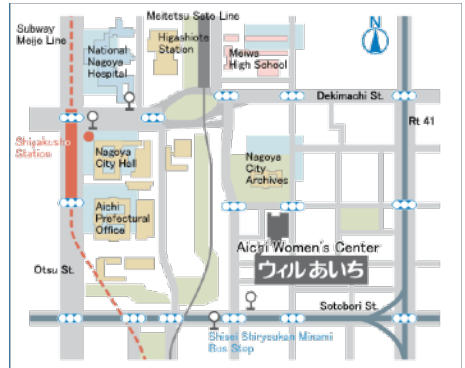 Meitetsu Seto Line
Subway
Meijo Line
Higashiote
Station
N
National
Nagoya
Hospital
Meiwa
High School
Dekimachi St.
Rt 41
Shiyakusho
Station
Nagoya
City Hall
Nagoya
City
Archives
Aichi
Prefectural
Office
Aichi Women's Center
ウィルあいち
Otsu St.
Sotobori St.
Shisei Shiryoukan Minami
Bus Stop